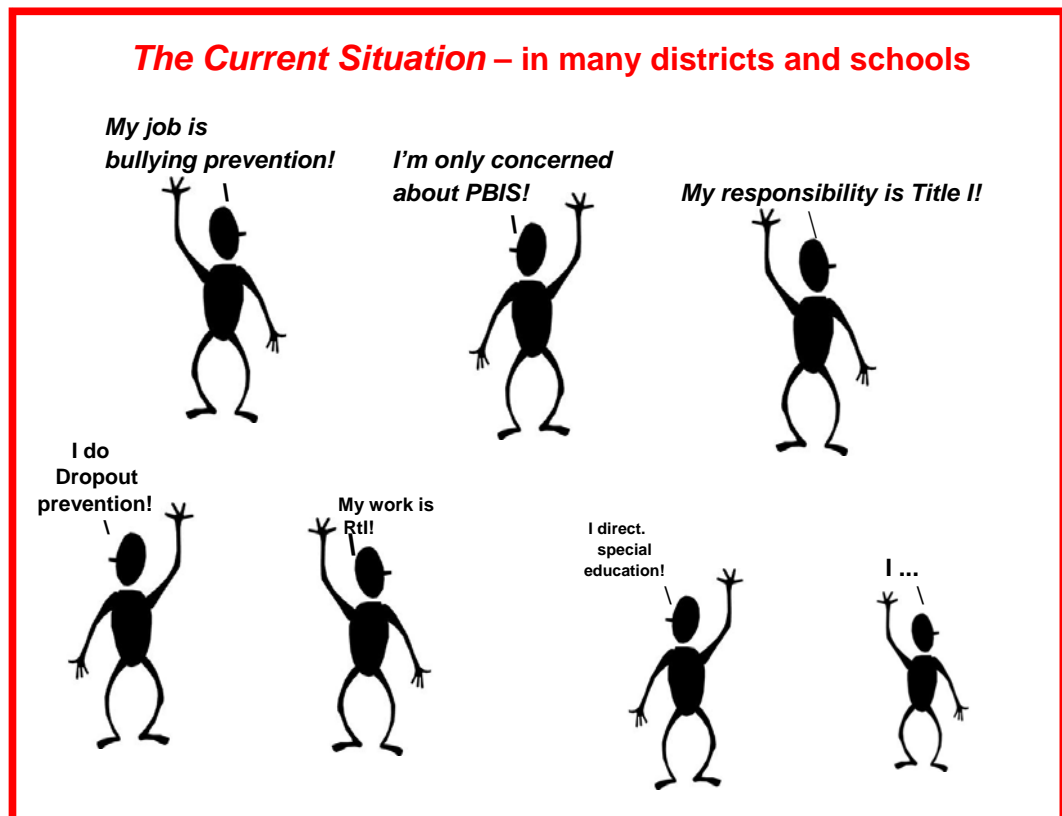 The Current Situation – in many districts and schools
My job is
bullying prevention!
I’m only concerned
about PBIS!
My responsibility is Title I!
I do
Dropout
prevention!
My work is
RtI!
I direct.
special
education!
I ...